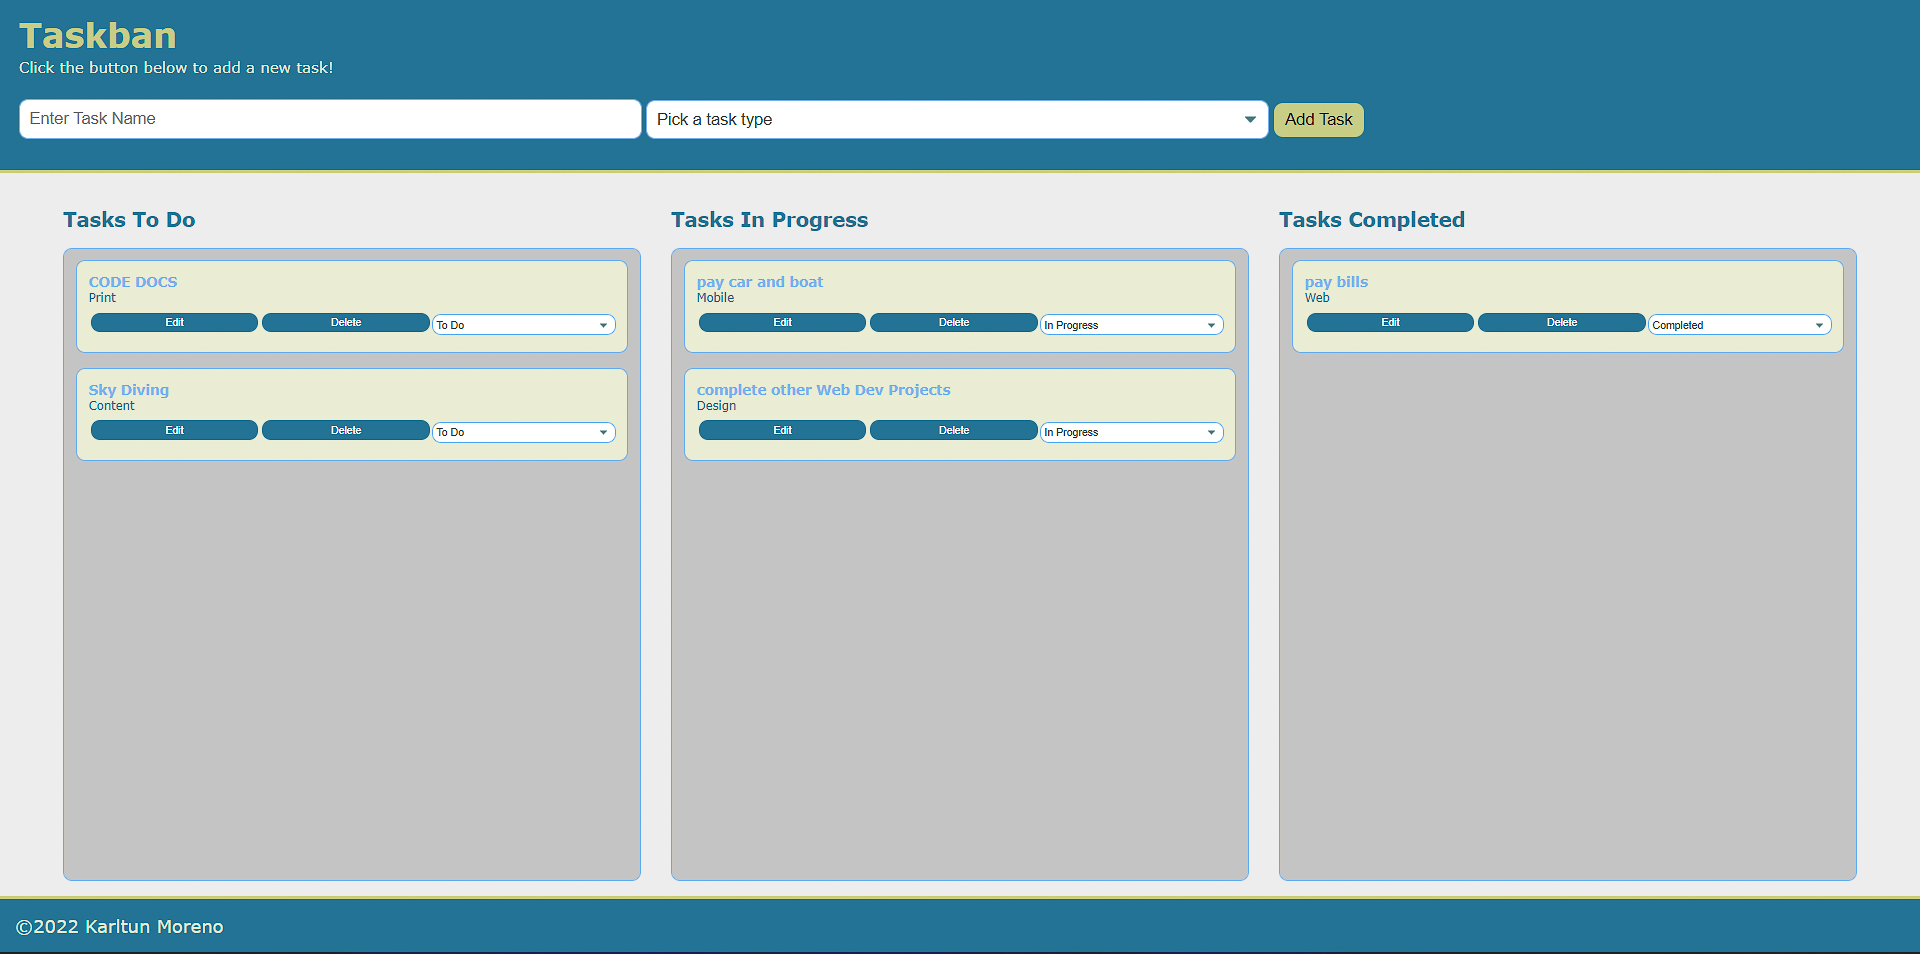 Taskban
Click the button below to add a new task!
Enter Task Name
Pick a task type
Add Task
Tasks To Do
CODE DOCS
Print
Edit Delete To Do
Sky Diving
Content
Edit Delete To Do
Tasks In Progress
pay car and boat
Mobile
Edit Delete In Progress
complete other Web Dev Projects
Design
Edit Delete In Progress
Tasks Completed
pay bills
Web
Edit Delete Completed
©2022 Karltun Moreno